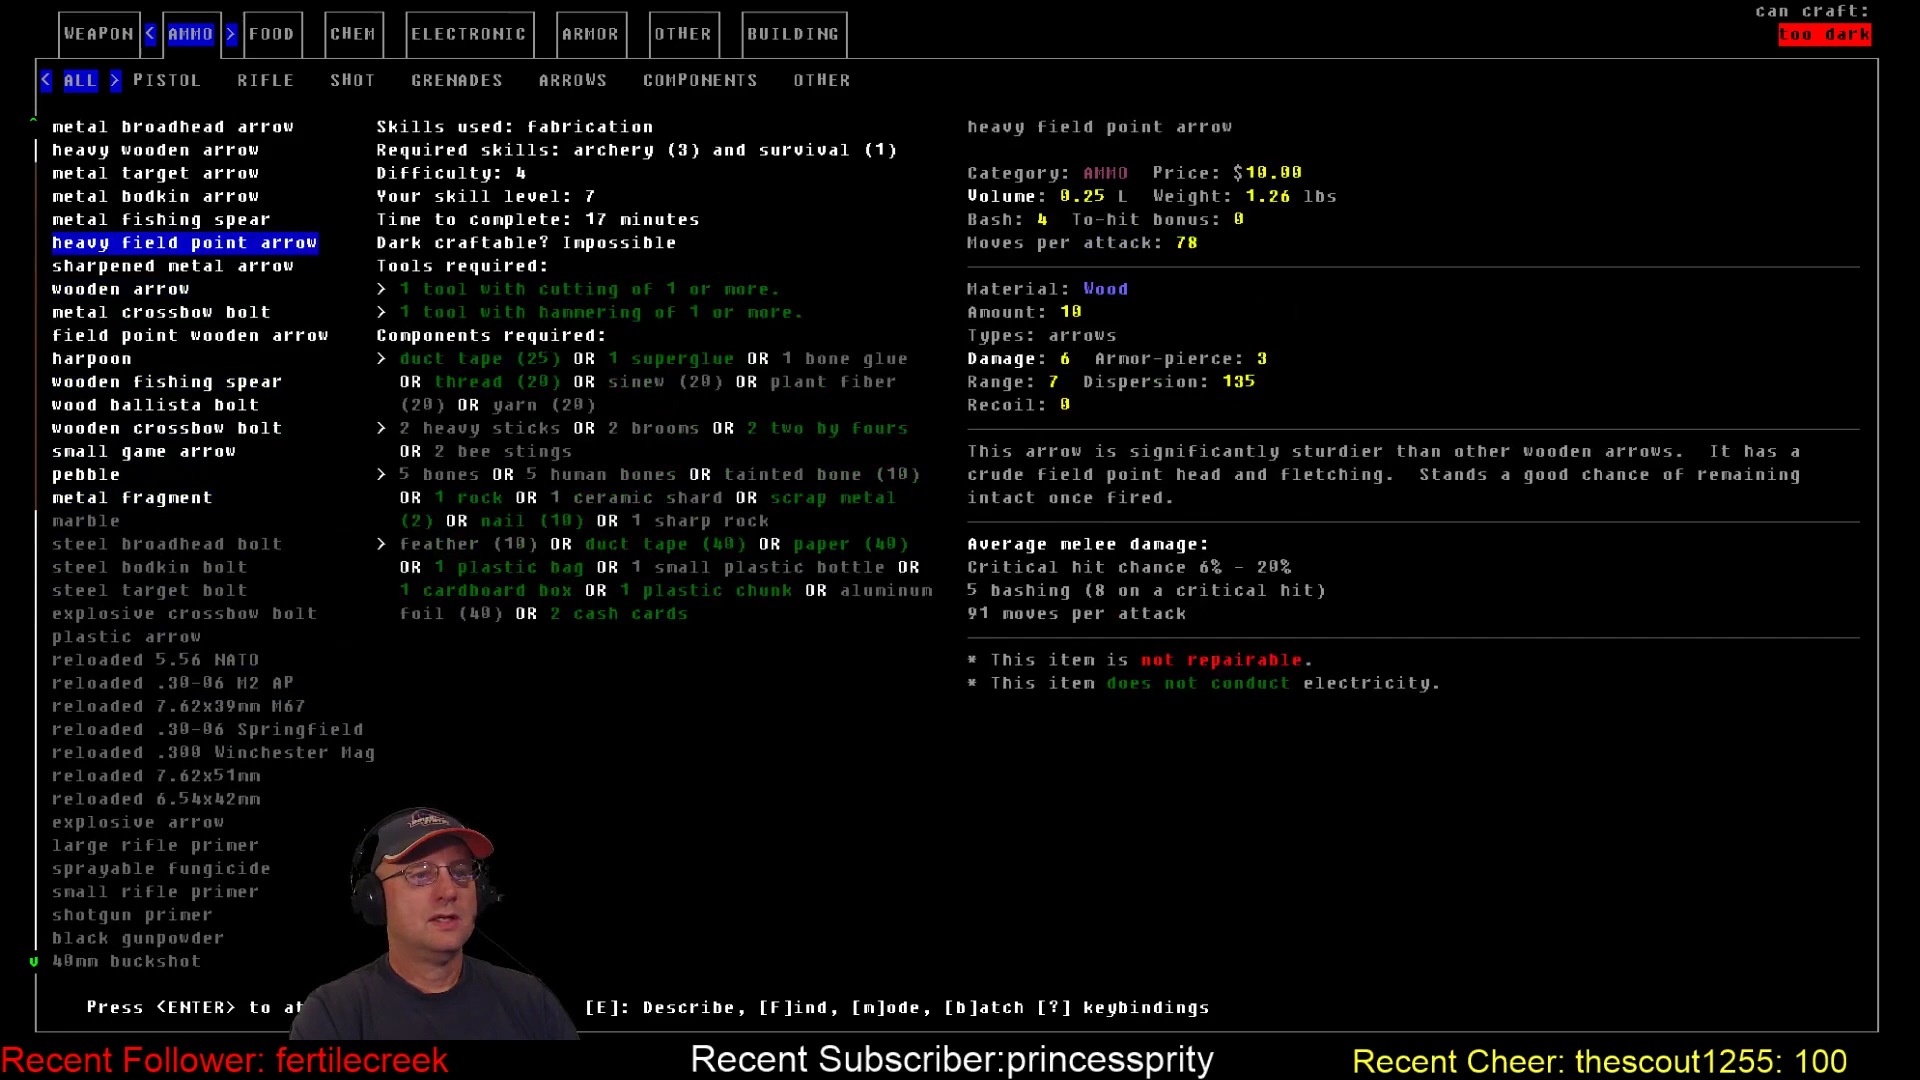 can craft:
WEAPON < AMMO > FOOD CHEM ELECTRONIC ARMOR OTHER BUILDING too dark
< ALL > PISTOL RIFLE SHOT GRENADES ARROWS COMPONENTS OTHER
^
metal broadhead arrow
heavy wooden arrow
metal target arrow
metal bodkin arrow
metal fishing spear
heavy field point arrow
sharpened metal arrow
wooden arrow
metal crossbow bolt
field point wooden arrow
harpoon
wooden fishing spear
wood ballista bolt
wooden crossbow bolt
small game arrow
pebble
metal fragment
marble
steel broadhead bolt
steel bodkin bolt
steel target bolt
explosive crossbow bolt
plastic arrow
reloaded 5.56 NATO
reloaded .30-06 M2 AP
reloaded 7.62x39mm M67
reloaded .30-06 Springfield
reloaded .300 Winchester Mag
reloaded 7.62x51mm
reloaded 6.54x42mm
explosive arrow
large rifle primer
sprayable fungicide
small rifle primer
shotgun primer
black gunpowder
v 40mm buckshot
Skills used: fabrication
Required skills: archery (3) and survival (1)
Difficulty: 4
Your skill level: 7
Time to complete: 17 minutes
Dark craftable? Impossible
Tools required:
> 1 tool with cutting of 1 or more.
> 1 tool with hammering of 1 or more.
Components required:
> duct tape (25) OR 1 superglue OR 1 bone glue
OR thread (20) OR sinew (20) OR plant fiber
(20) OR yarn (20)
> 2 heavy sticks OR 2 brooms OR 2 two by fours
OR 2 bee stings
> 5 bones OR 5 human bones OR tainted bone (10)
OR 1 rock OR 1 ceramic shard OR scrap metal
(2) OR nail (10) OR 1 sharp rock
> feather (10) OR duct tape (40) OR paper (40)
OR 1 plastic bag OR 1 small plastic bottle OR
1 cardboard box OR 1 plastic chunk OR aluminum
foil (40) OR 2 cash cards
heavy field point arrow
Category: AMMO Price: $10.00
Volume: 0.25 L Weight: 1.26 lbs
Bash: 4 To-hit bonus: 0
Moves per attack: 78
Material: Wood
Amount: 10
Types: arrows
Damage: 6 Armor-pierce: 3
Range: 7 Dispersion: 135
Recoil: 0
This arrow is significantly sturdier than other wooden arrows. It has a
crude field point head and fletching. Stands a good chance of remaining
intact once fired.
Average melee damage:
Critical hit chance 6% - 20%
5 bashing (8 on a critical hit)
91 moves per attack
* This item is not repairable.
* This item does not conduct electricity.
Press <ENTER> to [E]: Describe, [F]ind, [m]ode, [b]atch [?] keybindings
Recent Follower: fertilecreek Recent Subscriber:princessprity Recent Cheer: thescout1255: 100